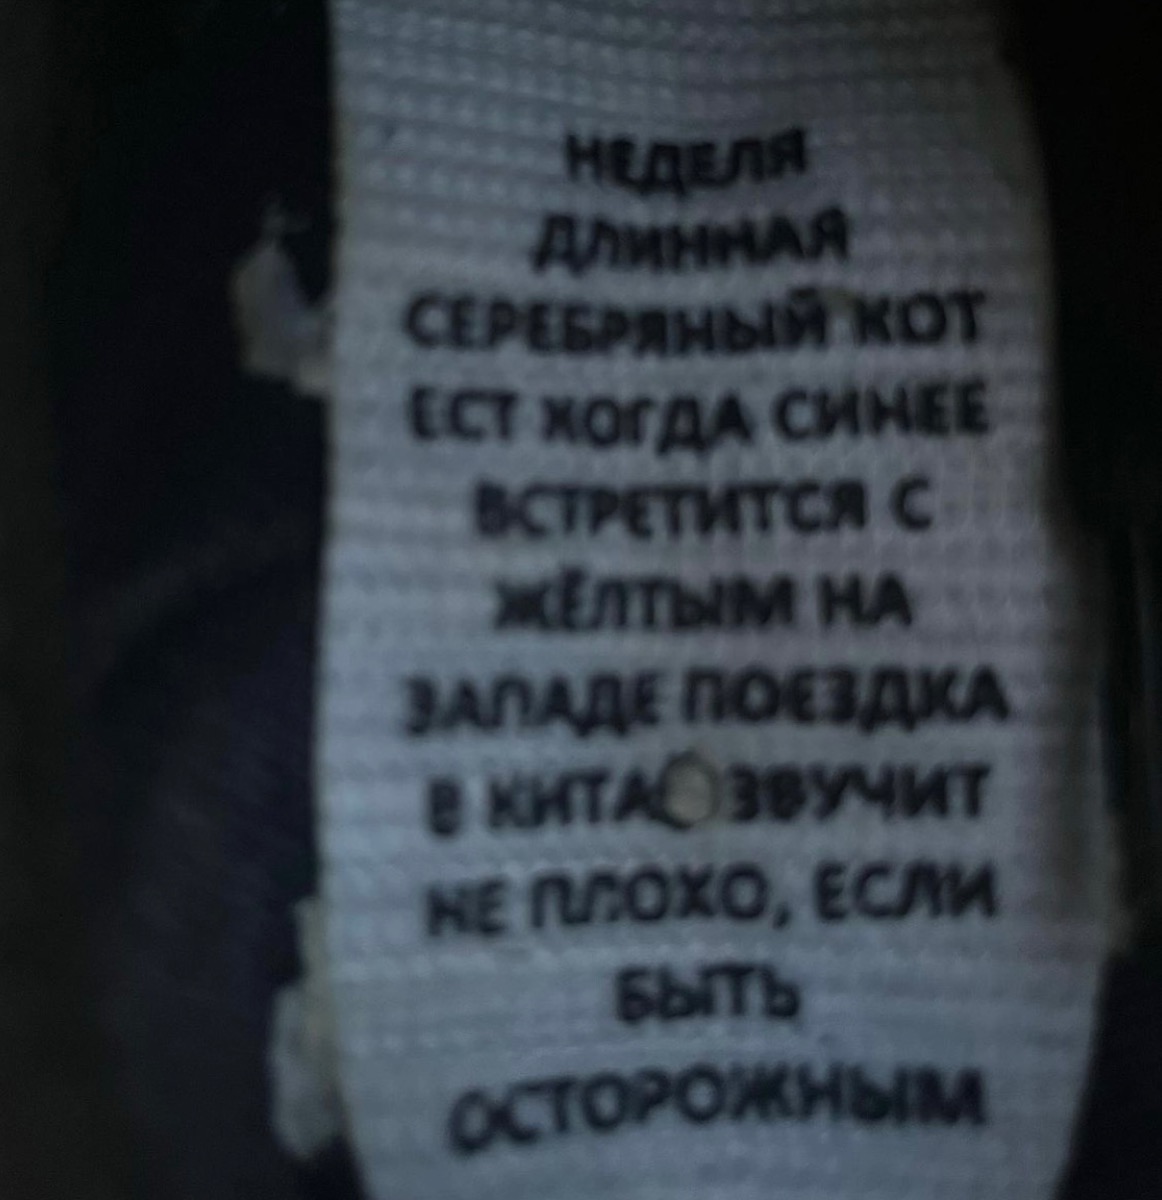 НЕДЕЛЯ
ДЛИННАЯ
СЕРЕБРЯНЫЙ КОТ
ЕСТ КОГДА СИНЕЕ
ВСТРЕТИТСЯ С
ЖЁЛТЫМ НА
ЗАПАДЕ ПОЕЗДКА
В ЗВУЧИТ
НЕ ПЛОХО, ЕСЛИ
БЫТЬ
ОСТОРОЖНЫМ